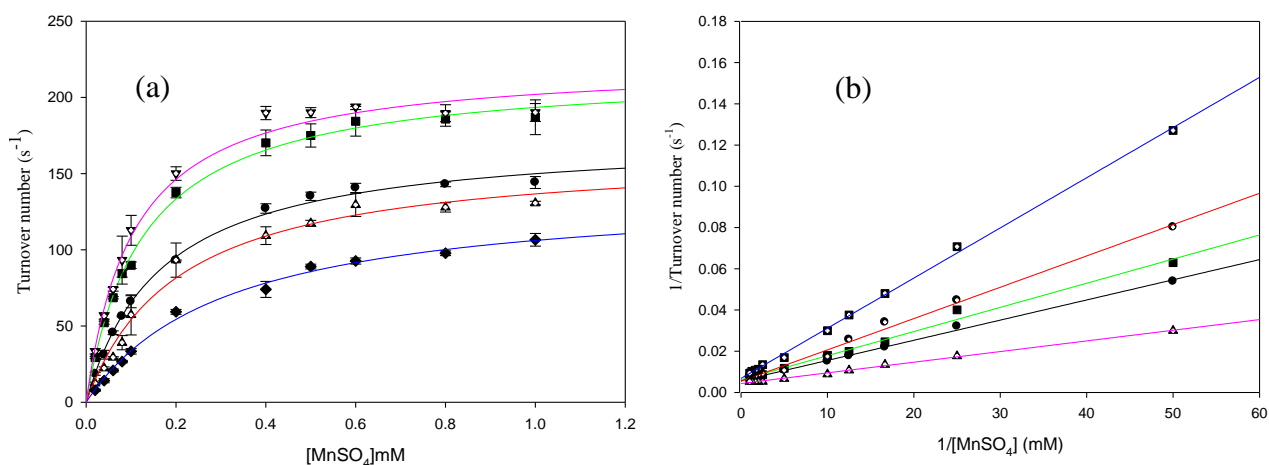 (a)
Turnover number (s⁻¹)
250
200
150
100
50
0
0.0 0.2 0.4 0.6 0.8 1.0 1.2
[MnSO₄]mM
(b)
1/Turnover number (s⁻¹)
0.18
0.16
0.14
0.12
0.10
0.08
0.06
0.04
0.02
0.00
0 10 20 30 40 50 60
1/[MnSO₄] (mM)